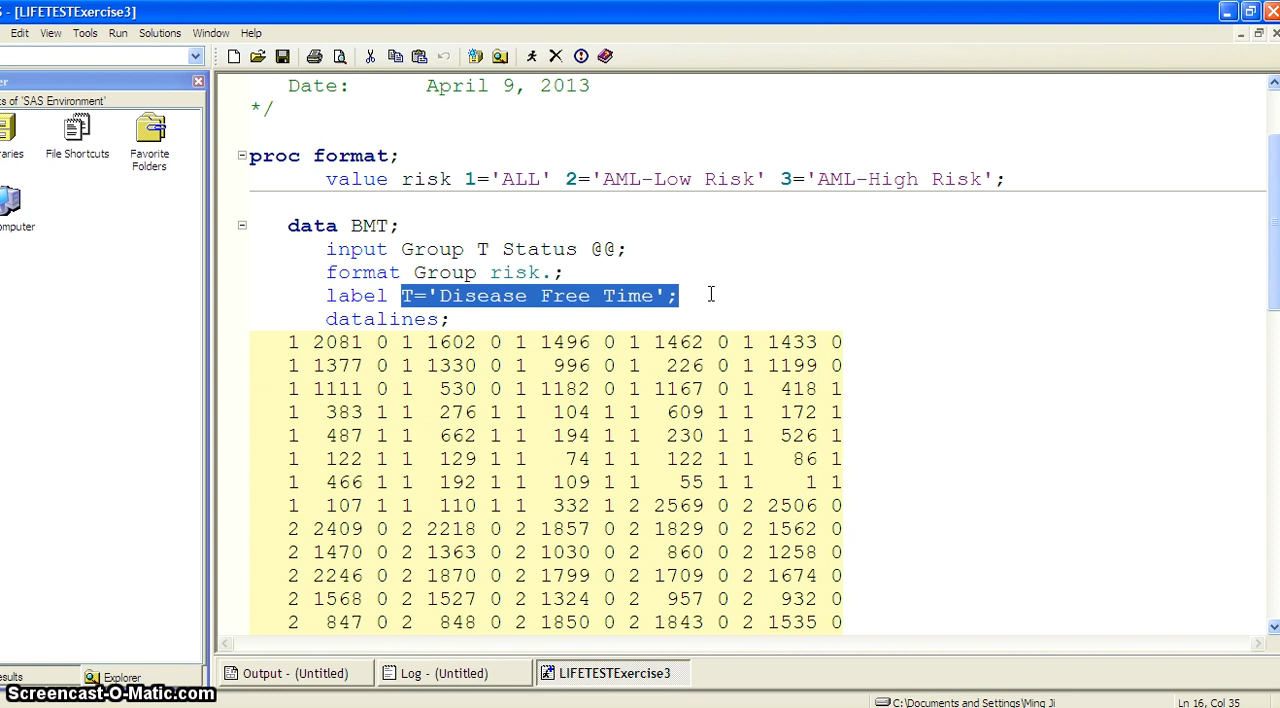 S - [LIFETESTExercise3]
Edit View Tools Run Solutions Window Help
er
ts of 'SAS Environment'
raries File Shortcuts Favorite Folders
omputer
Date: April 9, 2013
*/
proc format;
value risk 1='ALL' 2='AML-Low Risk' 3='AML-High Risk';
data BMT;
input Group T Status @@;
format Group risk.;
label T='Disease Free Time';
datalines;
1 2081 0 1 1602 0 1 1496 0 1 1462 0 1 1433 0
1 1377 0 1 1330 0 1 996 0 1 226 0 1 1199 0
1 1111 0 1 530 0 1 1182 0 1 1167 0 1 418 1
1 383 1 1 276 1 1 104 1 1 609 1 1 172 1
1 487 1 1 662 1 1 194 1 1 230 1 1 526 1
1 122 1 1 129 1 1 74 1 1 122 1 1 86 1
1 466 1 1 192 1 1 109 1 1 55 1 1 1 1
1 107 1 1 110 1 1 332 1 2 2569 0 2 2506 0
2 2409 0 2 2218 0 2 1857 0 2 1829 0 2 1562 0
2 1470 0 2 1363 0 2 1030 0 2 860 0 2 1258 0
2 2246 0 2 1870 0 2 1799 0 2 1709 0 2 1674 0
2 1568 0 2 1527 0 2 1324 0 2 957 0 2 932 0
2 847 0 2 848 0 2 1850 0 2 1843 0 2 1535 0
esults Explorer Output - (Untitled) Log - (Untitled) LIFETESTExercise3
Screencast-O-Matic.com
C:\Documents and Settings\Ming Ji Ln 16, Col 35